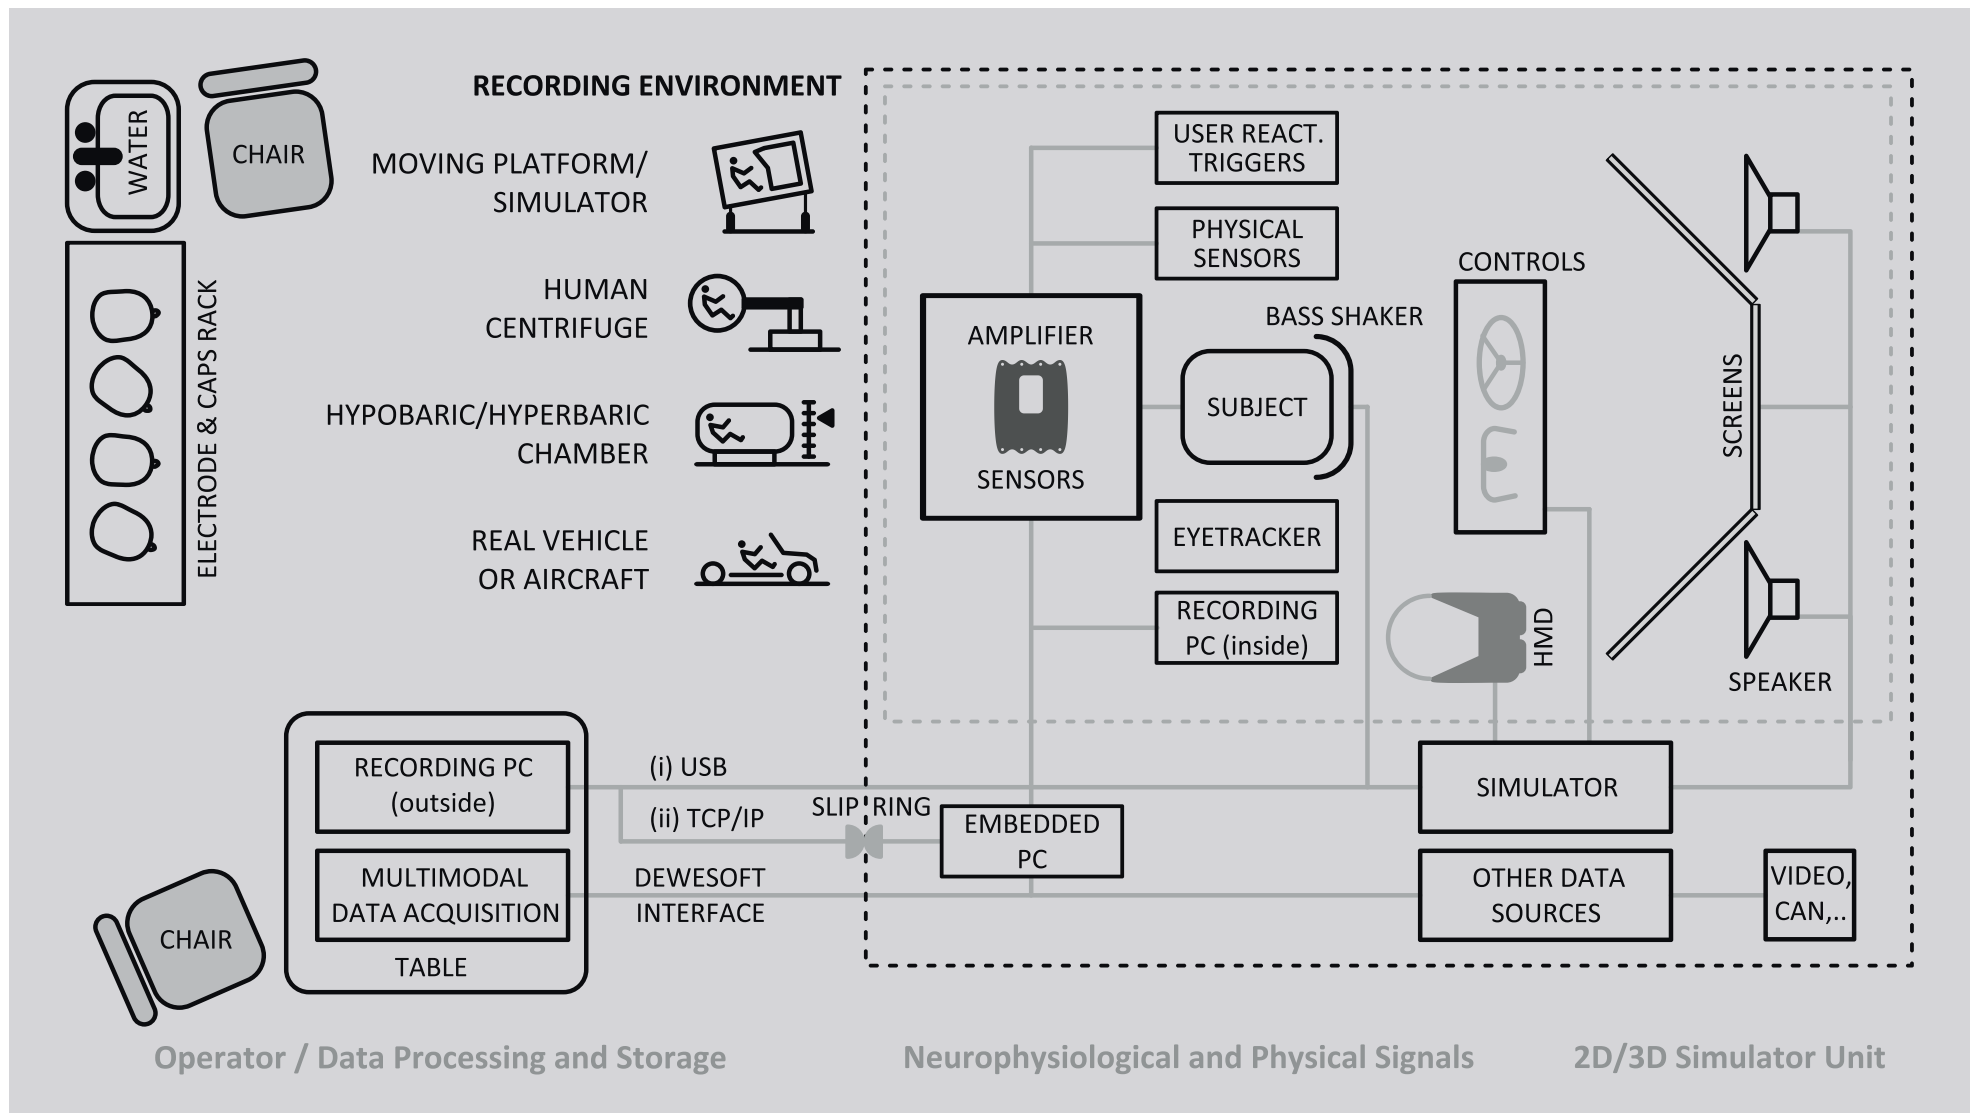 RECORDING ENVIRONMENT
WATER
CHAIR
ELECTRODE & CAPS RACK
MOVING PLATFORM/
SIMULATOR
HUMAN
CENTRIFUGE
HYPOBARIC/HYPERBARIC
CHAMBER
REAL VEHICLE
OR AIRCRAFT
USER REACT.
TRIGGERS
PHYSICAL
SENSORS
AMPLIFIER
SENSORS
BASS SHAKER
SUBJECT
EYETRACKER
RECORDING
PC (inside)
CONTROLS
HMD
SCREENS
SPEAKER
RECORDING PC
(outside)
MULTIMODAL
DATA ACQUISITION
TABLE
CHAIR
(i) USB
(ii) TCP/IP
SLIP RING
DEWESOFT
INTERFACE
EMBEDDED
PC
SIMULATOR
OTHER DATA
SOURCES
VIDEO,
CAN,..
Operator / Data Processing and Storage
Neurophysiological and Physical Signals
2D/3D Simulator Unit